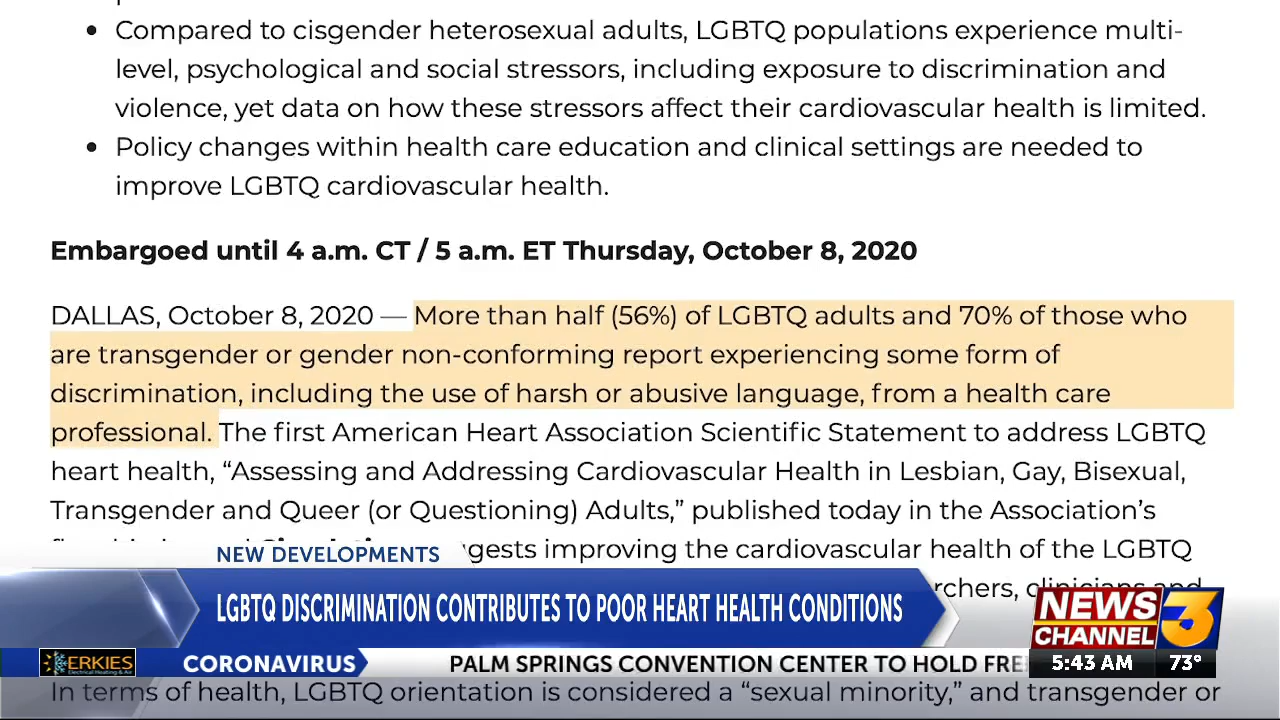 Compared to cisgender heterosexual adults, LGBTQ populations experience multi-
level, psychological and social stressors, including exposure to discrimination and
violence, yet data on how these stressors affect their cardiovascular health is limited.
Policy changes within health care education and clinical settings are needed to
improve LGBTQ cardiovascular health.
Embargoed until 4 a.m. CT / 5 a.m. ET Thursday, October 8, 2020
DALLAS, October 8, 2020 — More than half (56%) of LGBTQ adults and 70% of those who
are transgender or gender non-conforming report experiencing some form of
discrimination, including the use of harsh or abusive language, from a health care
professional. The first American Heart Association Scientific Statement to address LGBTQ
heart health, “Assessing and Addressing Cardiovascular Health in Lesbian, Gay, Bisexual,
Transgender and Queer (or Questioning) Adults,” published today in the Association’s
improving the cardiovascular health of the LGBTQ
clinicians and
NEW DEVELOPMENTS
LGBTQ DISCRIMINATION CONTRIBUTES TO POOR HEART HEALTH CONDITIONS
NEWS
CHANNEL 3
ERKIES
Electrical Heating & Air
CORONAVIRUS
PALM SPRINGS CONVENTION CENTER TO HOLD FRE
5:43 AM 73°
In terms of health, LGBTQ orientation is considered a “sexual minority,” and transgender or